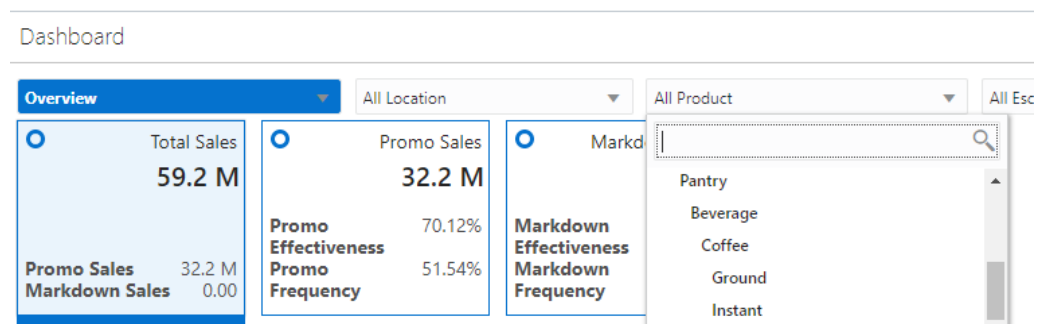 Dashboard
Overview
All Location
All Product
All Esc
Total Sales
59.2 M
Promo Sales 32.2 M
Markdown Sales 0.00
Promo Sales
32.2 M
Promo Effectiveness 70.12%
Promo Frequency 51.54%
Markd
Markdown
Effectiveness
Markdown
Frequency
Pantry
Beverage
Coffee
Ground
Instant